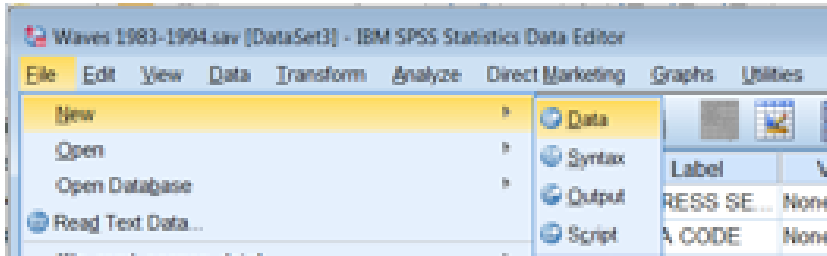 Waves 1983-1994.sav [DataSet3] - IBM SPSS Statistics Data Editor
File Edit View Data Transform Analyze Direct Marketing Graphs Utilities
New
Data
Open
Syntax
Label
Open Database
Output
RESS SE... None
Read Text Data...
Script
A CODE None